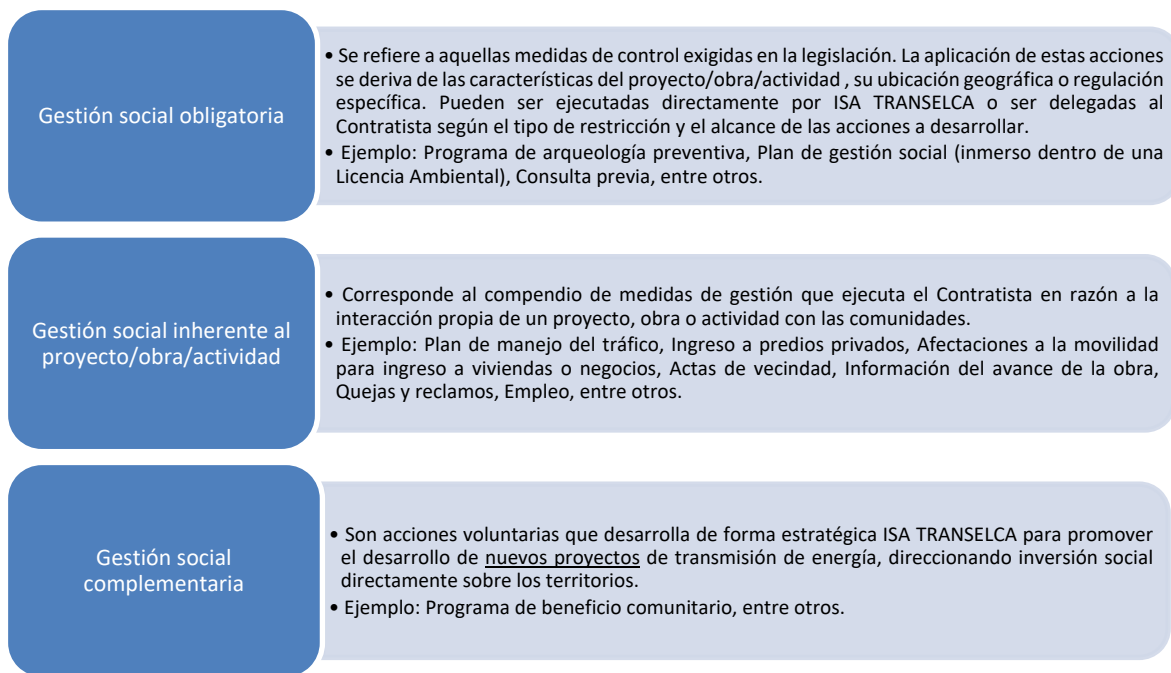 Gestión social obligatoria
• Se refiere a aquellas medidas de control exigidas en la legislación. La aplicación de estas acciones
se deriva de las características del proyecto/obra/actividad , su ubicación geográfica o regulación
específica. Pueden ser ejecutadas directamente por ISA TRANSELCA o ser delegadas al
Contratista según el tipo de restricción y el alcance de las acciones a desarrollar.
• Ejemplo: Programa de arqueología preventiva, Plan de gestión social (inmerso dentro de una
Licencia Ambiental), Consulta previa, entre otros.
Gestión social inherente al
proyecto/obra/actividad
• Corresponde al compendio de medidas de gestión que ejecuta el Contratista en razón a la
interacción propia de un proyecto, obra o actividad con las comunidades.
• Ejemplo: Plan de manejo del tráfico, Ingreso a predios privados, Afectaciones a la movilidad
para ingreso a viviendas o negocios, Actas de vecindad, Información del avance de la obra,
Quejas y reclamos, Empleo, entre otros.
Gestión social
complementaria
• Son acciones voluntarias que desarrolla de forma estratégica ISA TRANSELCA para promover
el desarrollo de nuevos proyectos de transmisión de energía, direccionando inversión social
directamente sobre los territorios.
• Ejemplo: Programa de beneficio comunitario, entre otros.